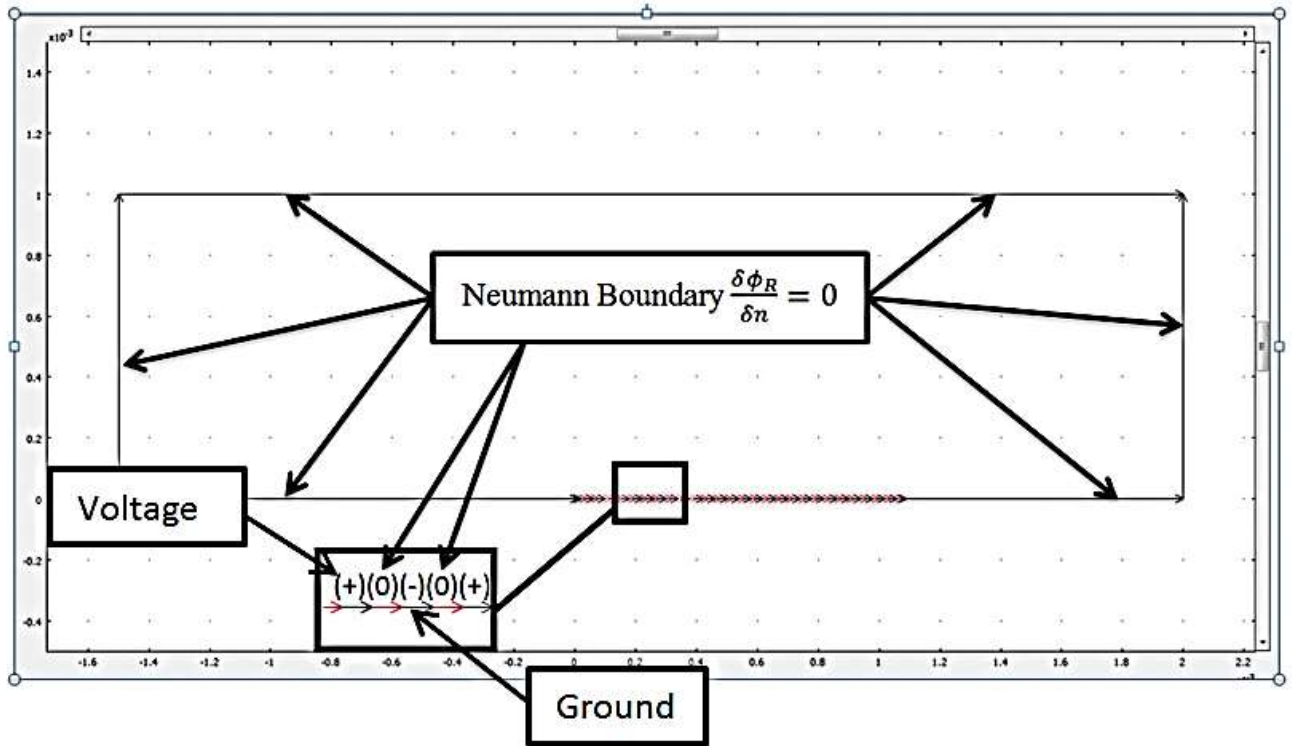 x10⁻³
1.4
1.2
1
0.8
0.6
0.4
0.2
0
-0.2
-0.4
Neumann Boundary δϕ_R/δn = 0
Voltage
(+)(0)(-)(0)(+)
-1.6 -1.4 -1.2 -1 -0.8 -0.6 -0.4 -0.2 0 0.2 0.4 0.6 0.8 1 1.2 1.4 1.6 1.8 2 2.2
Ground